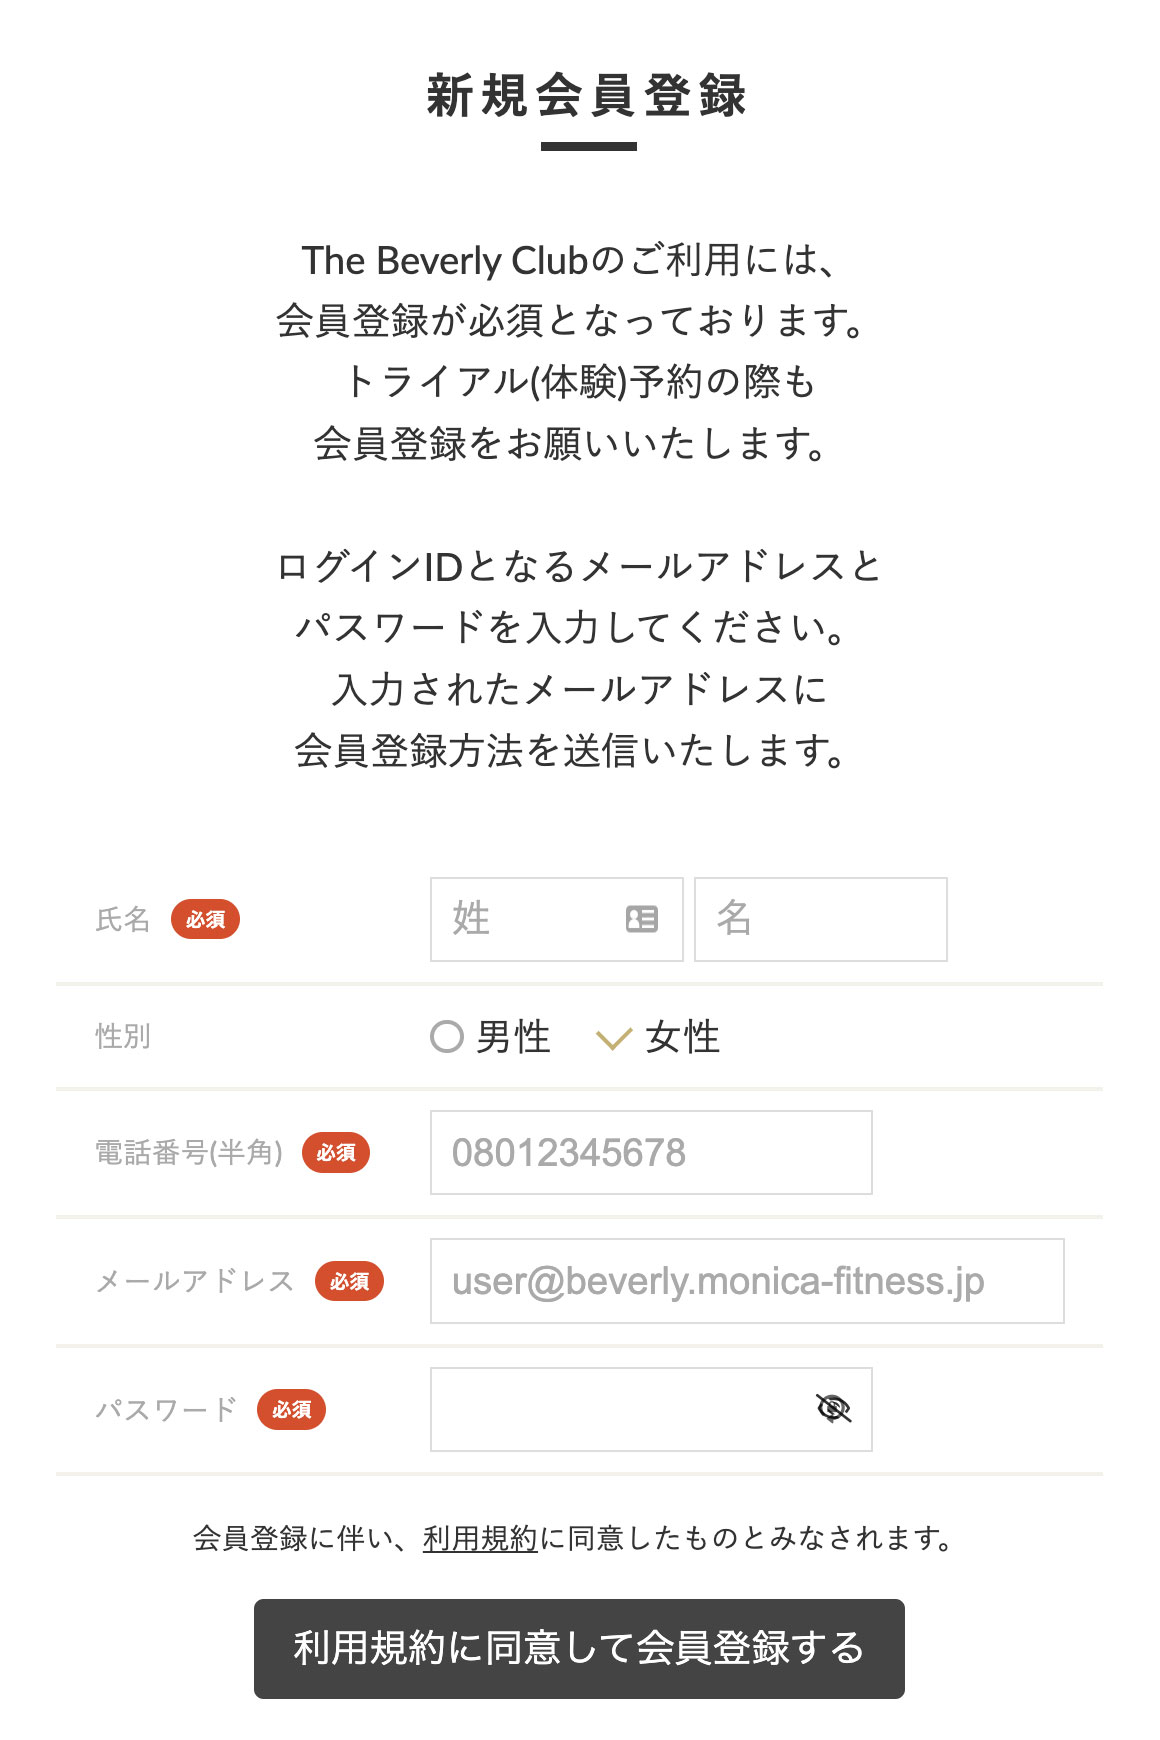 新規会員登録
The Beverly Clubのご利用には、
会員登録が必須となっております。
トライアル(体験)予約の際も
会員登録をお願いいたします。
ログインIDとなるメールアドレスと
パスワードを入力してください。
入力されたメールアドレスに
会員登録方法を送信いたします。
氏名 必須 姓 名
性別 男性 女性
電話番号(半角) 必須 08012345678
メールアドレス 必須 user@beverly.monica-fitness.jp
パスワード 必須
会員登録に伴い、利用規約に同意したものとみなされます。
利用規約に同意して会員登録する